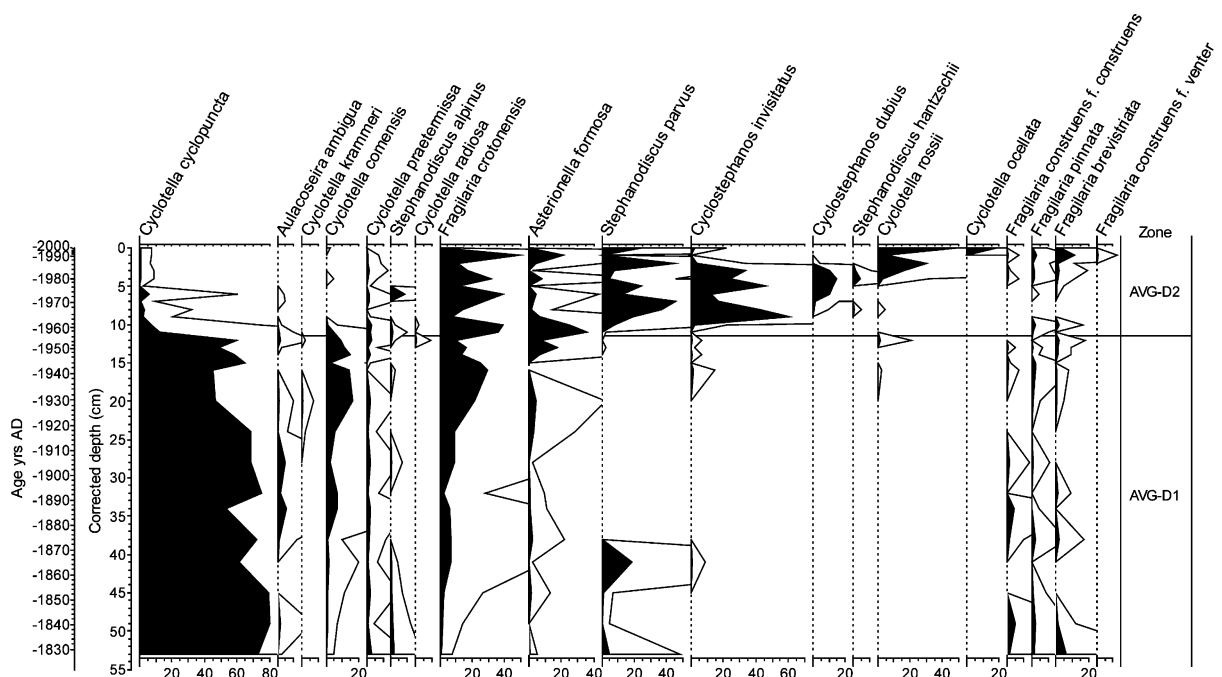 Cyclotella cyclopuncta
Aulacoseira ambigua
Cyclotella krammeri
Cyclotella comensis
Cyclotella praetermissa
Stephanodiscus alpinus
Cyclotella radiosa
Fragilaria crotonensis
Asterionella formosa
Stephanodiscus parvus
Cyclostephanos invisitatus
Cyclostephanos dubius
Stephanodiscus hantzschii
Cyclotella rossii
Cyclotella ocellata
Fragilaria construens f. construens
Fragilaria pinnata
Fragilaria brevistriata
Fragilaria construens f. venter
Zone
Age yrs AD
-2000
-1990
-1980
-1970
-1960
-1950
-1940
-1930
-1920
-1910
-1900
-1890
-1880
-1870
-1860
-1850
-1840
-1830
Corrected depth (cm)
0
5
10
15
20
25
30
35
40
45
50
55
AVG-D2
AVG-D1
20 40 60 80 20 20 40 20 40 20 40 20 40 60 20 20 40 20 20 20